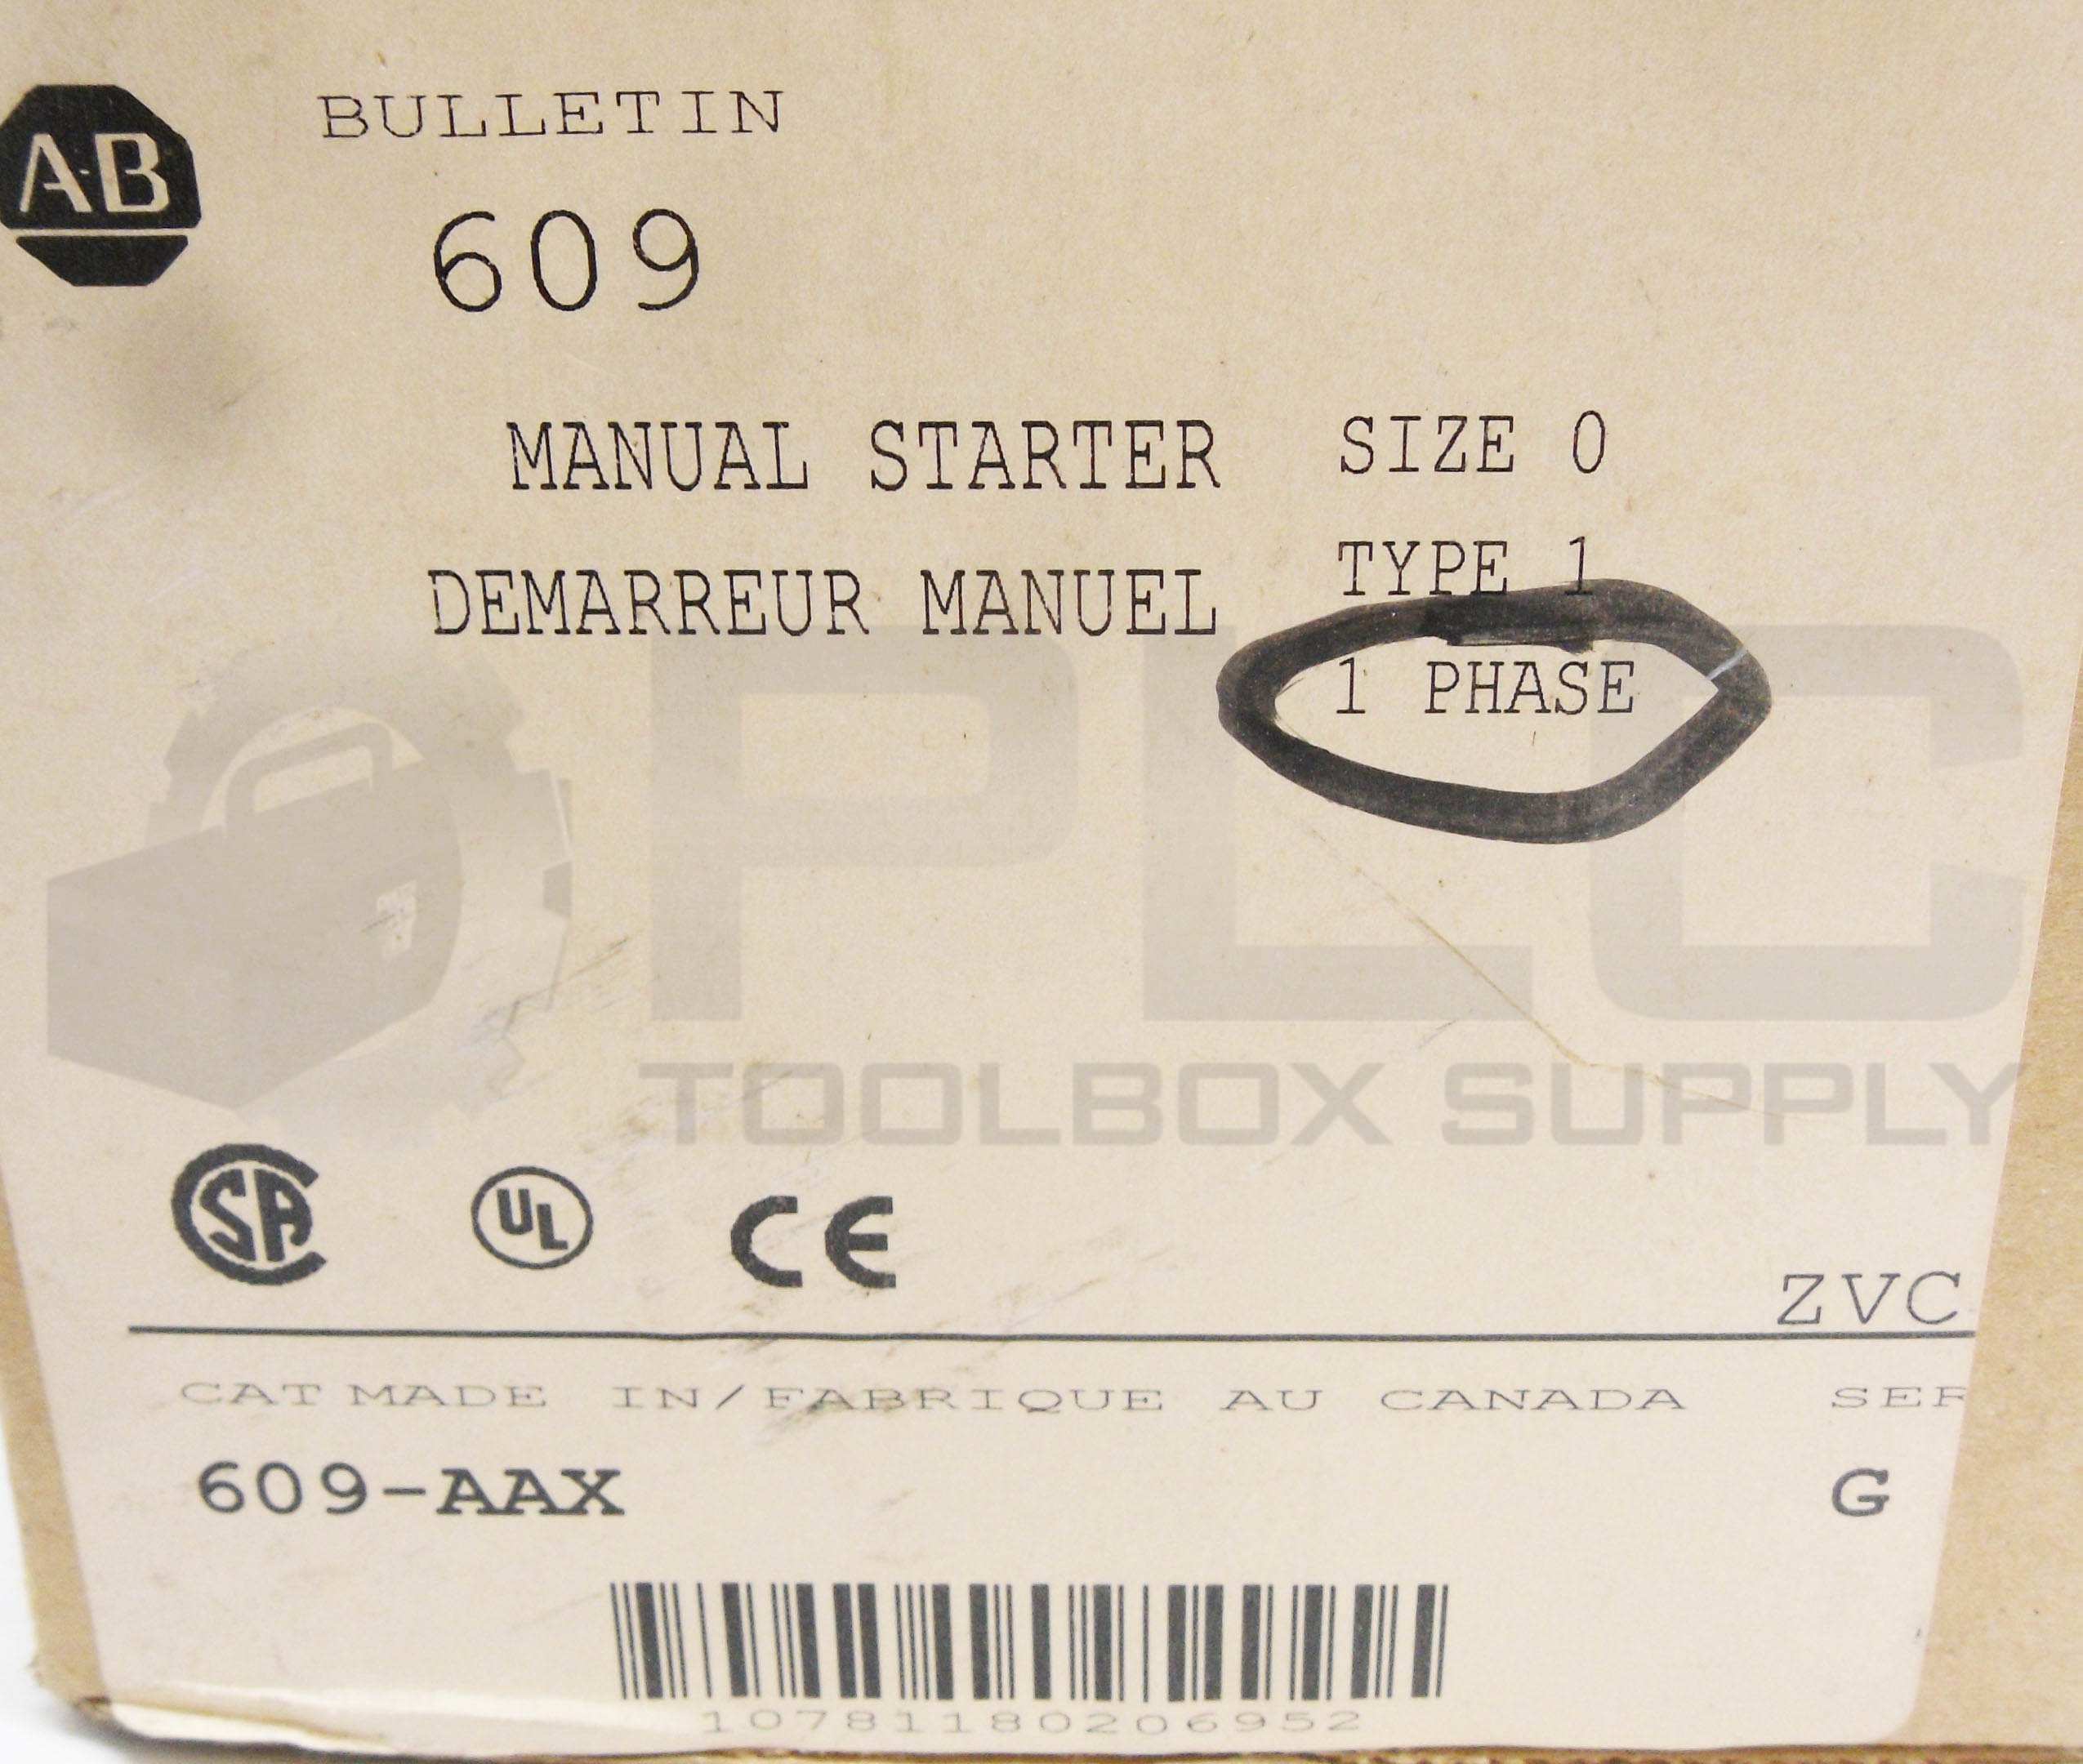 A-B
BULLETIN
609
MANUAL STARTER SIZE 0
DEMARREUR MANUEL TYPE 1
1 PHASE
PLC
TOOLBOX SUPPLY
SA UL CE
ZVC
CAT MADE IN/FABRIQUE AU CANADA SER
609-AAX G
10781180206952